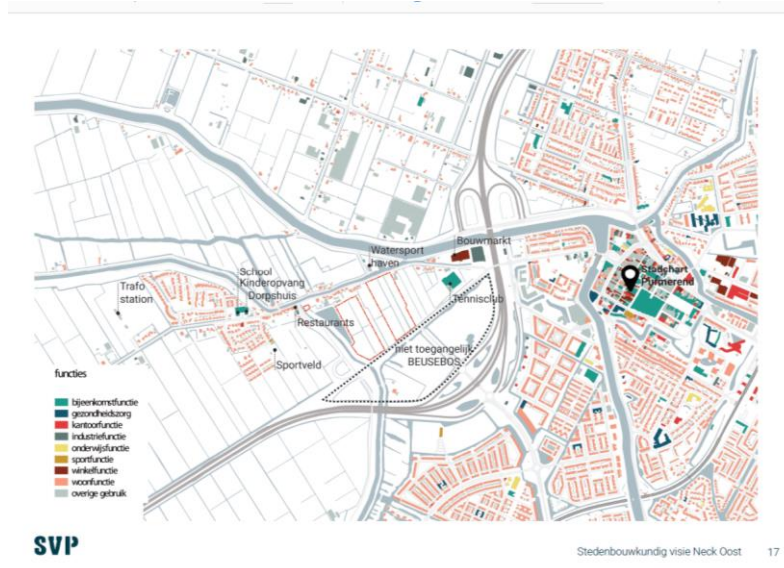 Watersport
haven
Bouwmarkt
Trafo
station
School
Kinderopvang
Dorpshuis
Stadshart
Purmerend
Tennisclub
Restaurants
niet toegangelijk
BEUSEBOS
Sportveld
functies
bijeenkomstfunctie
gezondheidszorg
kantoorfunctie
industriefunctie
onderwijsfunctie
sportfunctie
winkelfunctie
woonfunctie
overige gebruik
SVP
Stedenbouwkundig visie Neck Oost 17